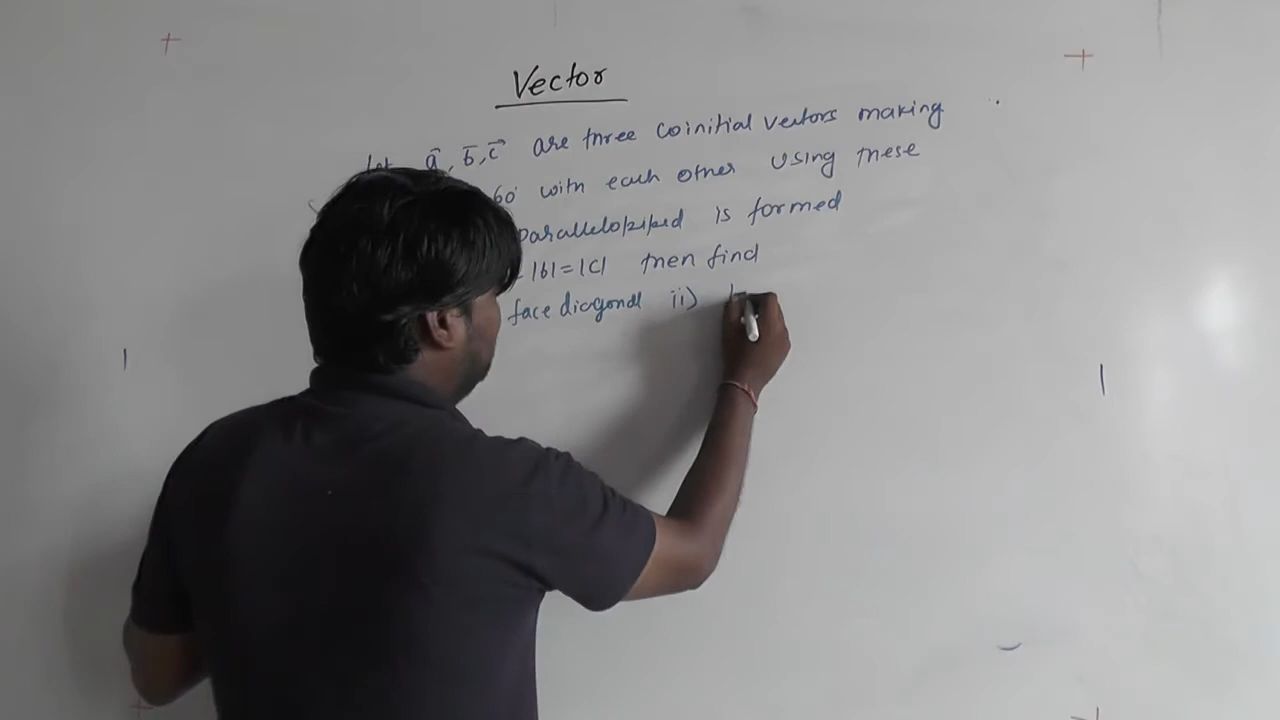 Vector
Let a⃗, b̄, c⃗ are three coinitial vectors making
60° with each other using these
parallelopiped is formed
|b| = |c| then find
face diagonal ii)